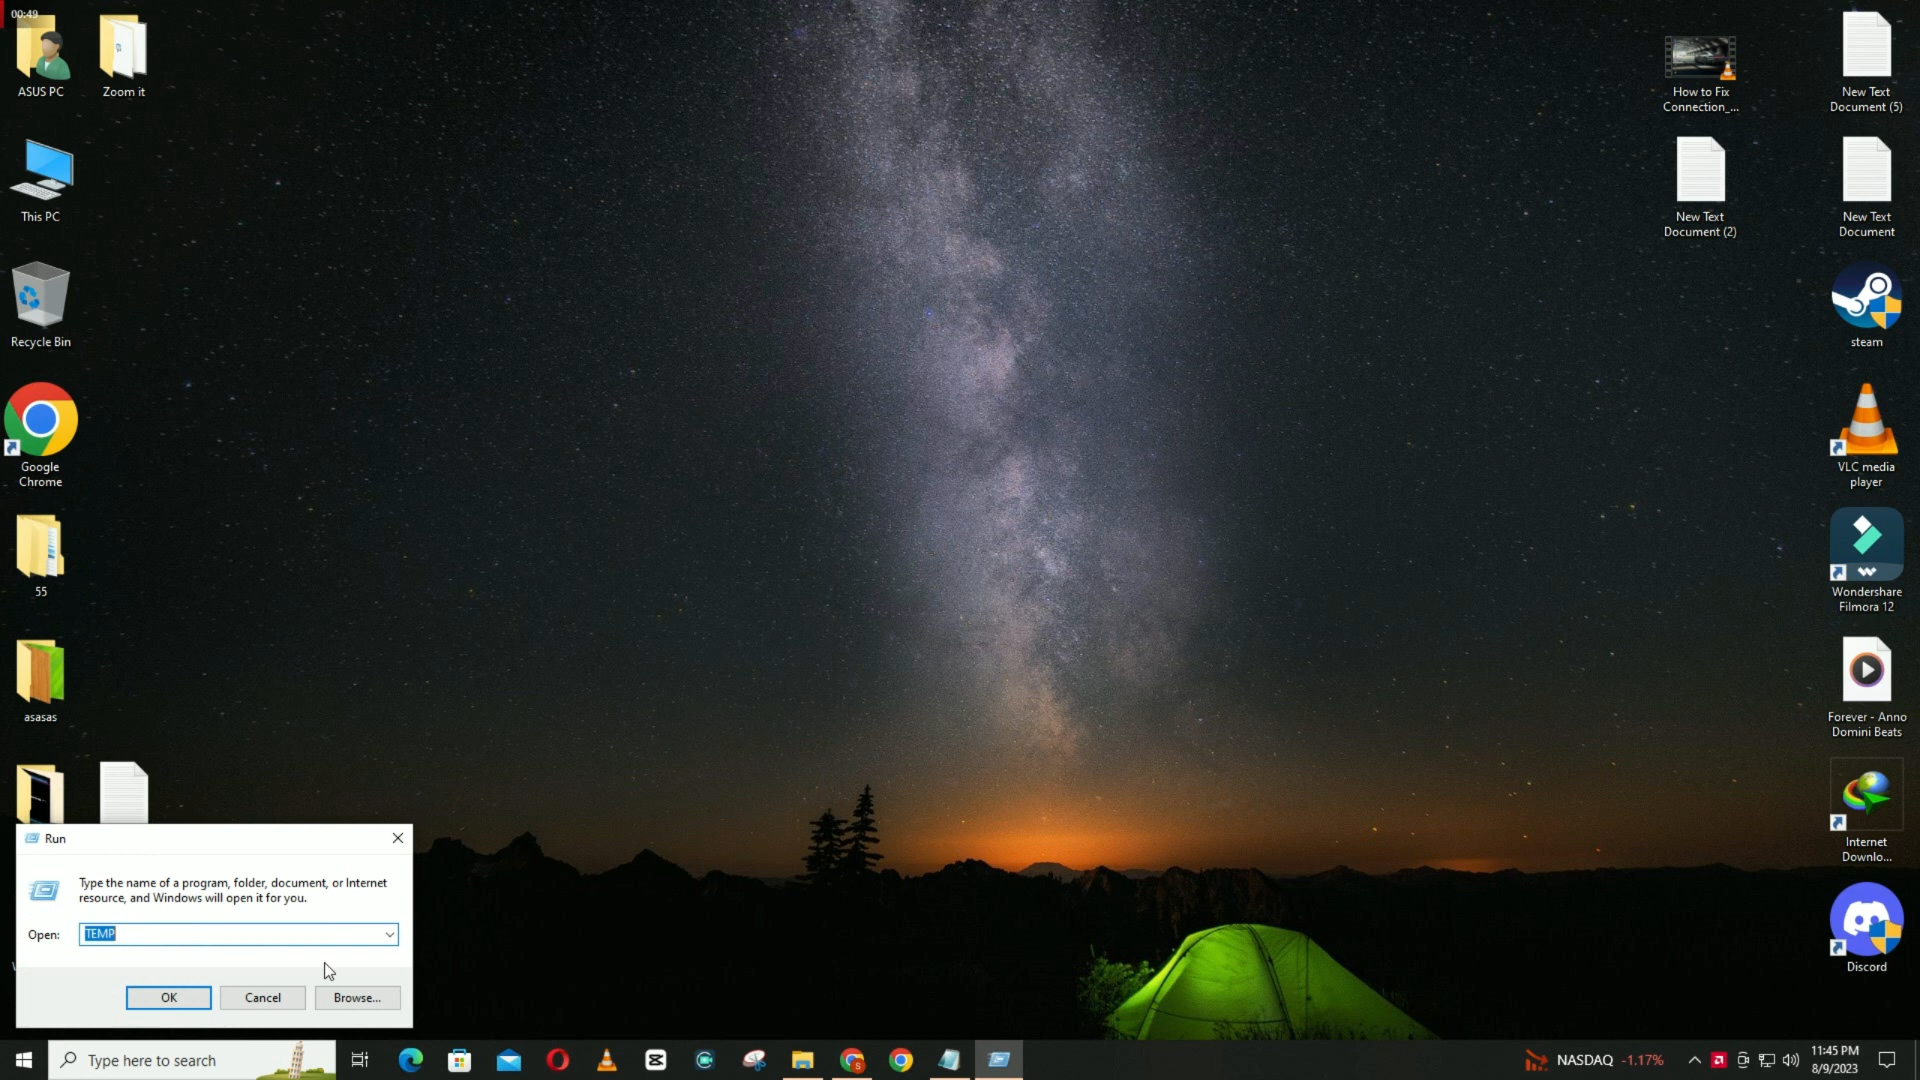 00:49
ASUS PC
Zoom it
This PC
Recycle Bin
Google
Chrome
55
asasas
How to Fix
Connection_...
New Text
Document (5)
New Text
Document (2)
New Text
Document
steam
VLC media
player
Wondershare
Filmora 12
Forever - Anno
Domini Beats
Internet
Downlo...
Discord
Run
Type the name of a program, folder, document, or Internet
resource, and Windows will open it for you.
Open:
TEMP
OK
Cancel
Browse...
Type here to search
NASDAQ -1.17%
11:45 PM
8/9/2023